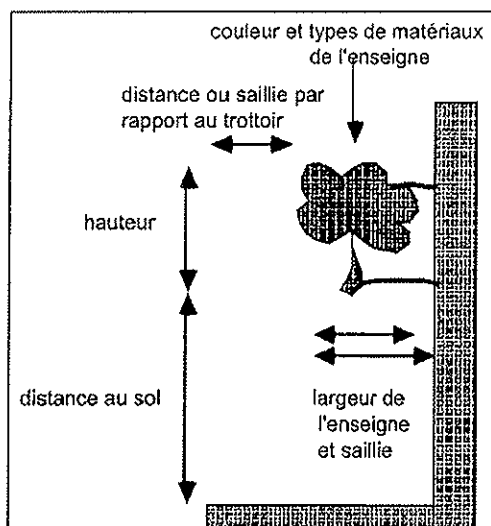 couleur et types de matériaux
de l'enseigne
distance ou saillie par
rapport au trottoir
hauteur
distance au sol
largeur de
l'enseigne
et saillie